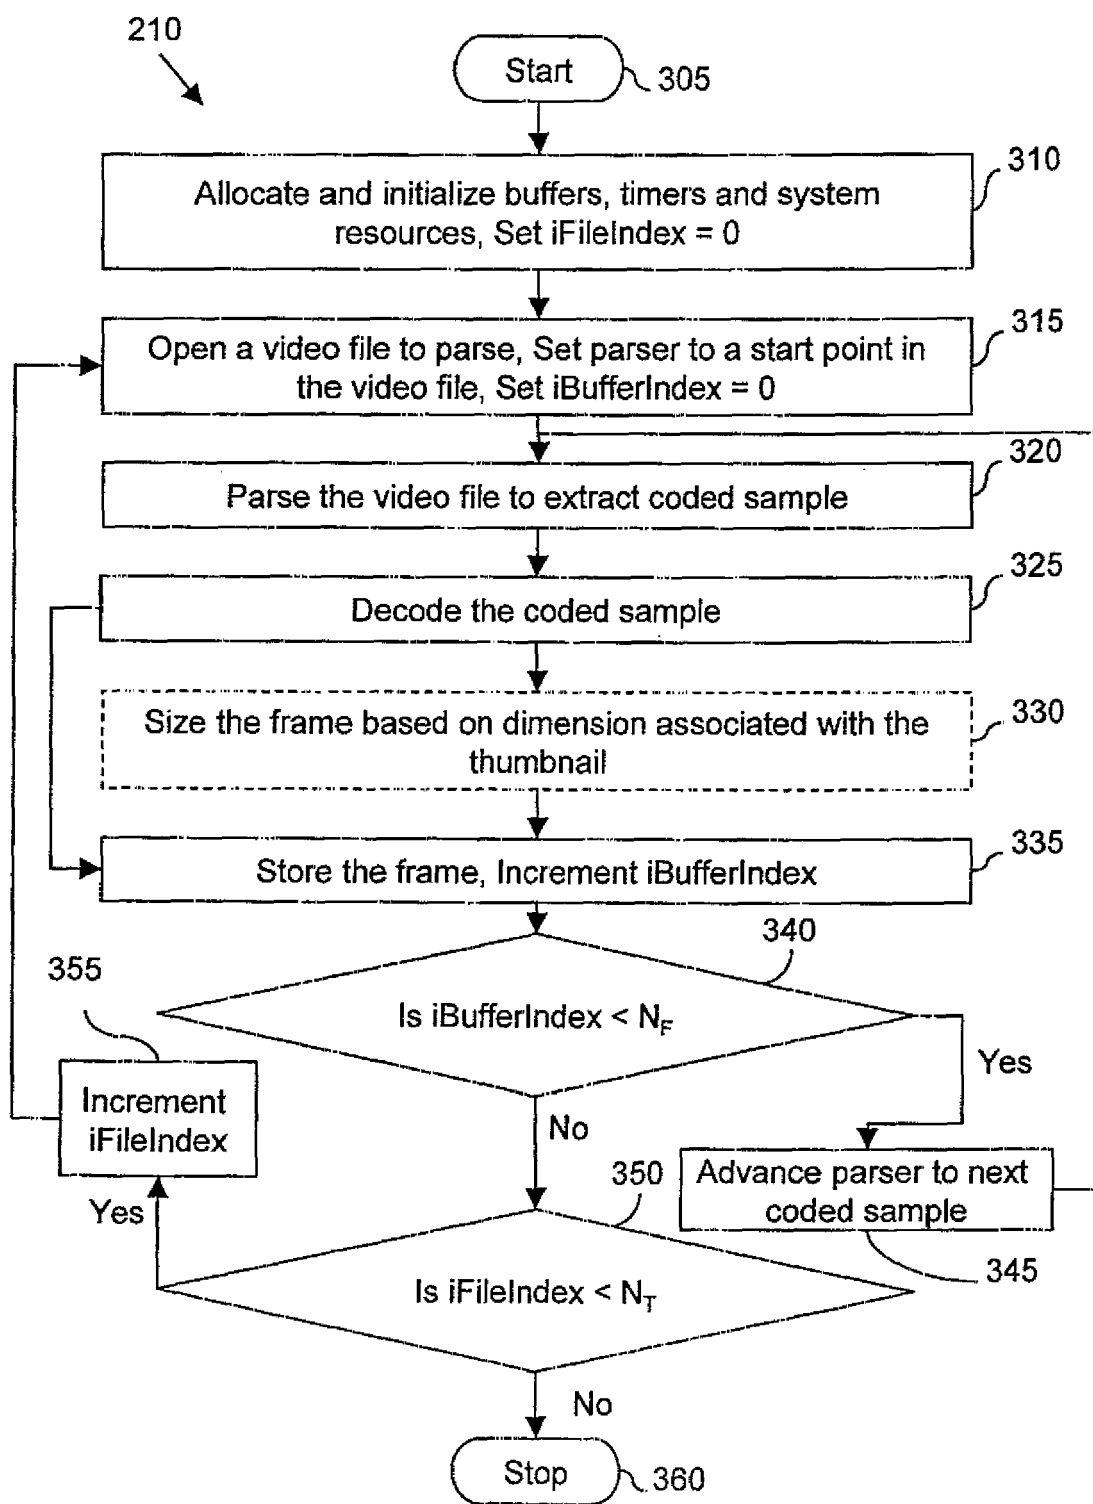 210
Start
305
310
Allocate and initialize buffers, timers and system
resources, Set iFileIndex = 0
315
Open a video file to parse, Set parser to a start point in
the video file, Set iBufferIndex = 0
320
Parse the video file to extract coded sample
325
Decode the coded sample
330
Size the frame based on dimension associated with the
thumbnail
335
Store the frame, Increment iBufferIndex
340
355
Is iBufferIndex < N_F
Yes
Increment
iFileIndex
No
350
Advance parser to next
coded sample
Yes
345
Is iFileIndex < N_T
No
Stop
360